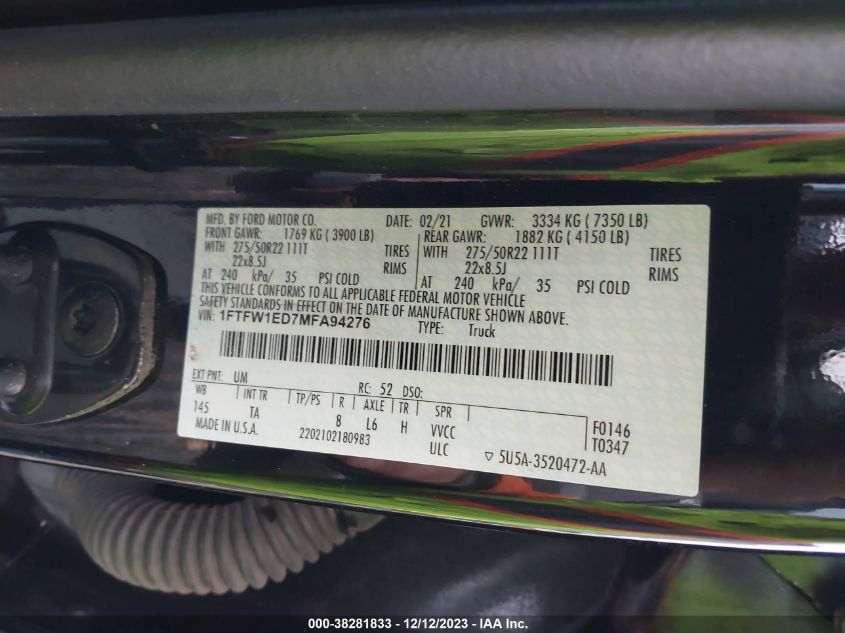 MFD. BY FORD MOTOR CO. DATE: 02/21 GVWR: 3334 KG ( 7350 LB)
FRONT GAWR: 1769 KG ( 3900 LB) REAR GAWR: 1882 KG ( 4150 LB)
WITH 275/50R22 111T TIRES WITH 275/50R22 111T TIRES
22x8.5J RIMS 22x8.5J RIMS
AT 240 kPa/ 35 PSI COLD AT 240 kPa/ 35 PSI COLD
THIS VEHICLE CONFORMS TO ALL APPLICABLE FEDERAL MOTOR VEHICLE
SAFETY STANDARDS IN EFFECT ON THE DATE OF MANUFACTURE SHOWN ABOVE.
VIN: 1FTFW1ED7MFA94276 TYPE: Truck
EXT PNT: UM RC: 52 DSO:
WB INT TR TP/PS R AXLE TR SPR
145 TA 8 L6 H VVCC F0146
MADE IN U.S.A. 2202102180983 ULC T0347
▽ 5U5A-3520472-AA
000-38281833 - 12/12/2023 - IAA Inc.